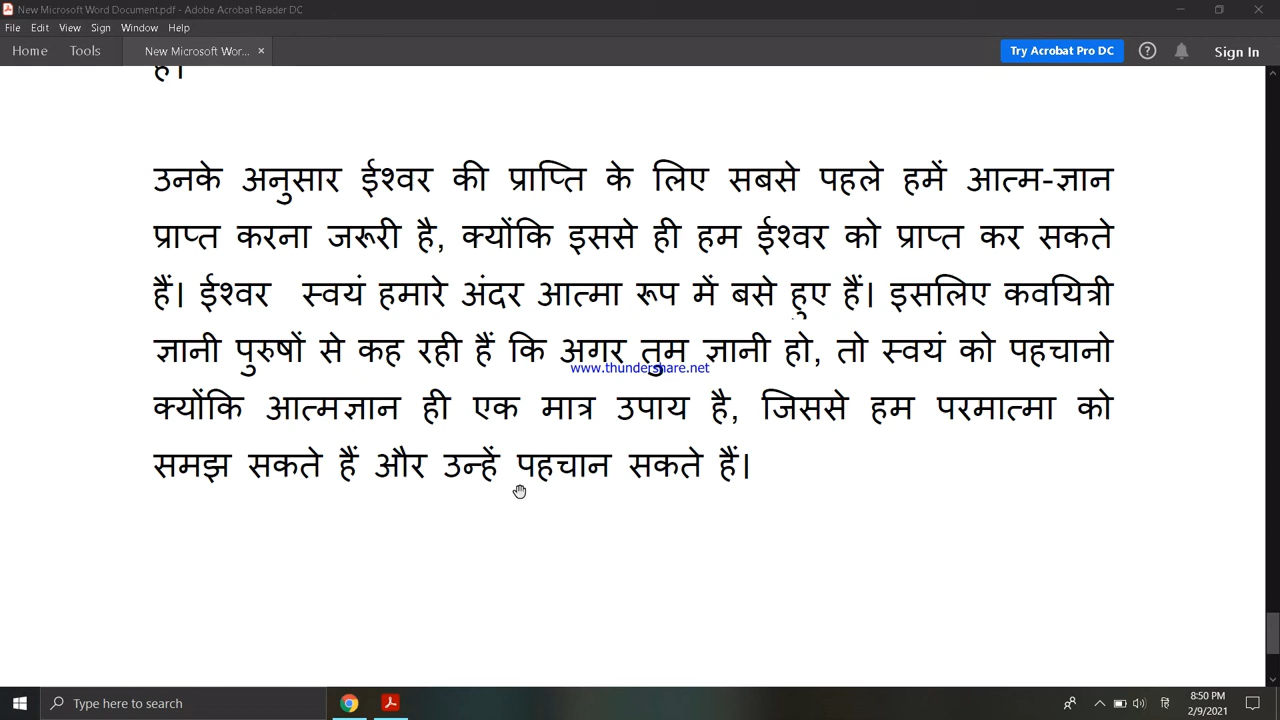 New Microsoft Word Document.pdf - Adobe Acrobat Reader DC
File Edit View Sign Window Help
Home Tools New Microsoft Wor... × Try Acrobat Pro DC Sign In
है।
उनके अनुसार ईश्वर की प्राप्ति के लिए सबसे पहले हमें आत्म-ज्ञान
प्राप्त करना जरूरी है, क्योंकि इससे ही हम ईश्वर को प्राप्त कर सकते
हैं। ईश्वर स्वयं हमारे अंदर आत्मा रूप में बसे हुए हैं। इसलिए कवयित्री
ज्ञानी पुरुषों से कह रही हैं कि अगर तुम ज्ञानी हो, तो स्वयं को पहचानो
www.thundershare.net
क्योंकि आत्मज्ञान ही एक मात्र उपाय है, जिससे हम परमात्मा को
समझ सकते हैं और उन्हें पहचान सकते हैं।
Type here to search
हि
8:50 PM
2/9/2021